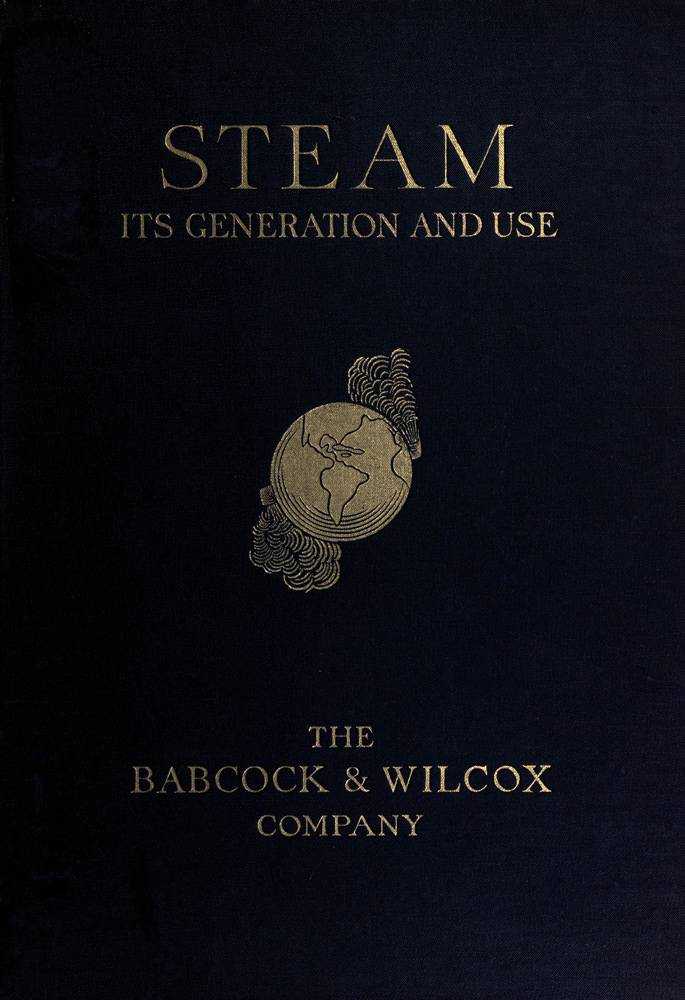 STEAM
ITS GENERATION AND USE
THE
BABCOCK & WILCOX
COMPANY